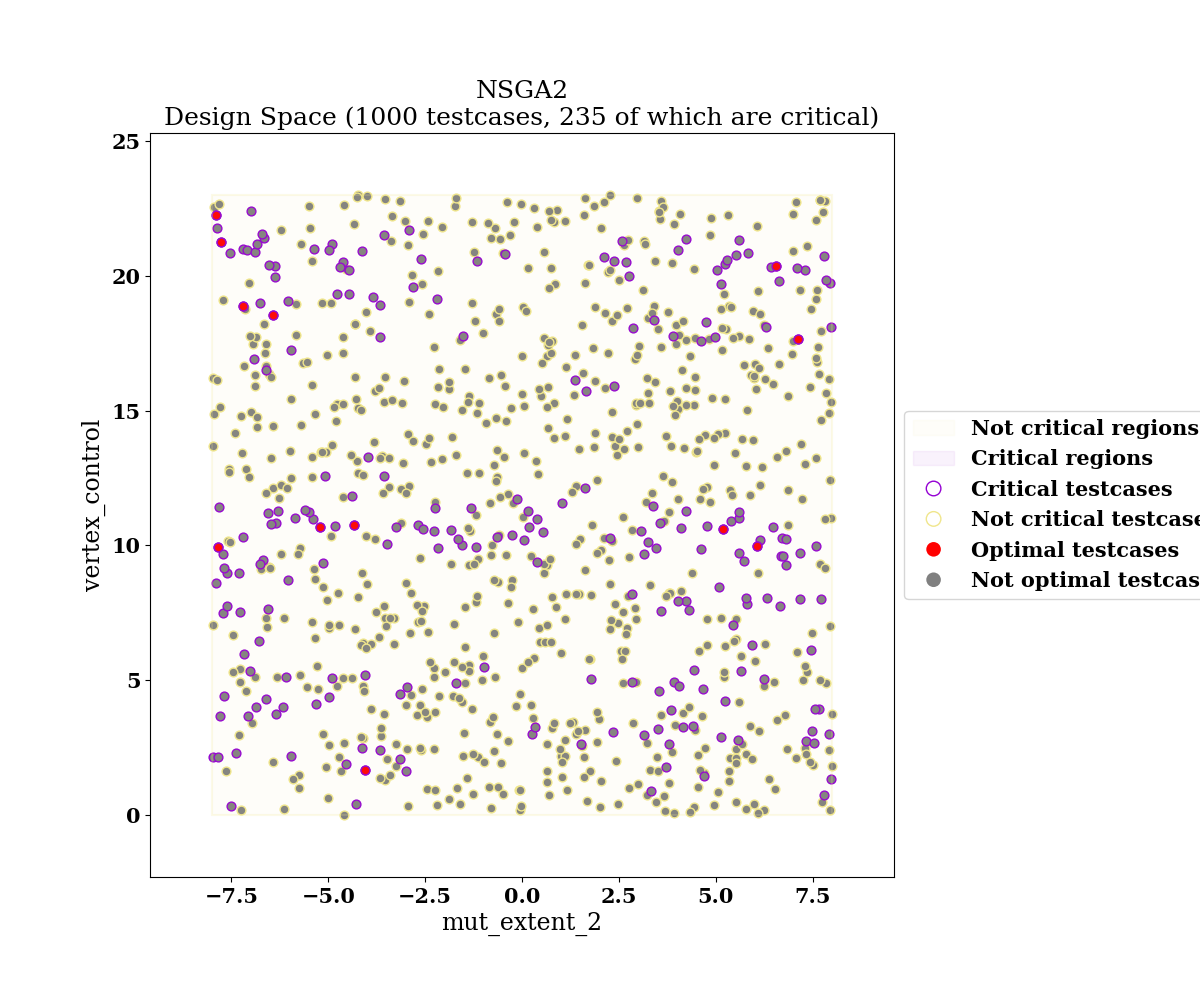 NSGA2
Design Space (1000 testcases, 235 of which are critical)
25
20
15
10
5
0
vertex_control
−7.5 −5.0 −2.5 0.0 2.5 5.0 7.5
mut_extent_2
Not critical regions
Critical regions
Critical testcases
Not critical testcase
Optimal testcases
Not optimal testcas